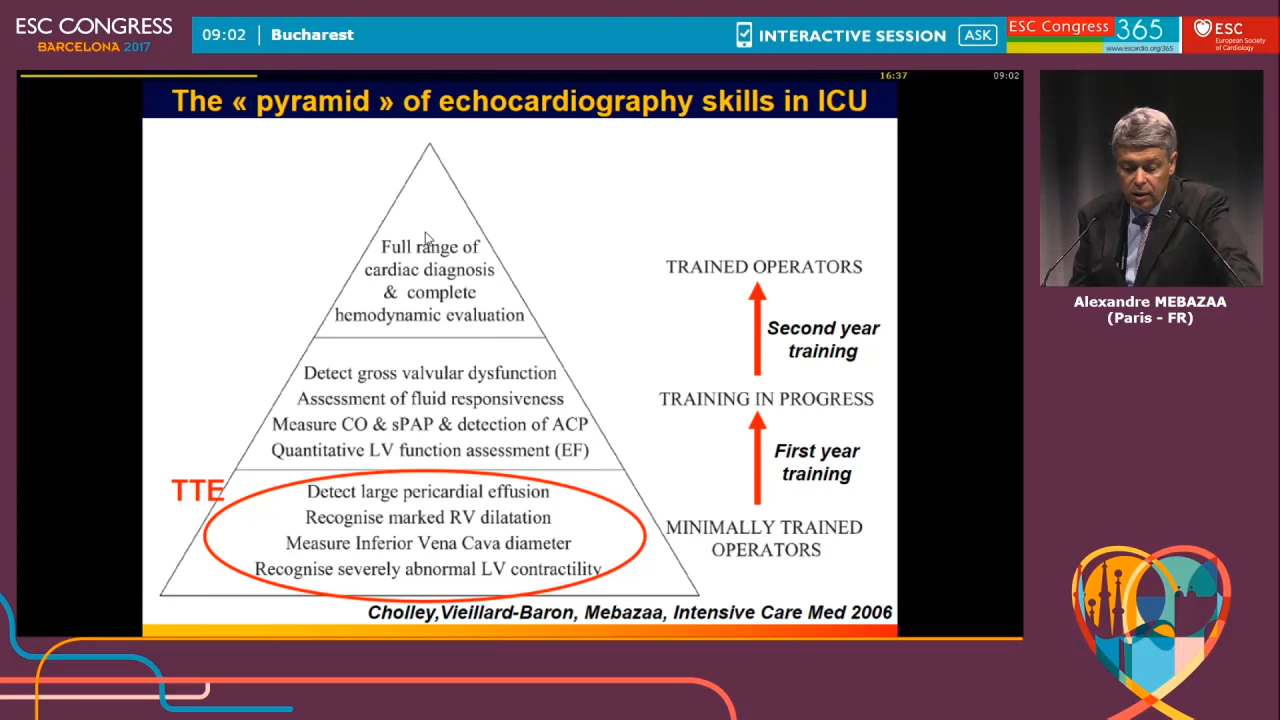 ESC CONGRESS
BARCELONA 2017
09:02 | Bucharest
INTERACTIVE SESSION ASK
ESC Congress 365
www.escardio.org/365
ESC
European Society
of Cardiology
16:37
09:02
The « pyramid » of echocardiography skills in ICU
Full range of
cardiac diagnosis
& complete
hemodynamic evaluation
Detect gross valvular dysfunction
Assessment of fluid responsiveness
Measure CO & sPAP & detection of ACP
Quantitative LV function assessment (EF)
TTE
Detect large pericardial effusion
Recognise marked RV dilatation
Measure Inferior Vena Cava diameter
Recognise severely abnormal LV contractility
TRAINED OPERATORS
Second year
training
TRAINING IN PROGRESS
First year
training
MINIMALLY TRAINED
OPERATORS
Cholley,Vieillard-Baron, Mebazaa, Intensive Care Med 2006
Alexandre MEBAZAA
(Paris - FR)